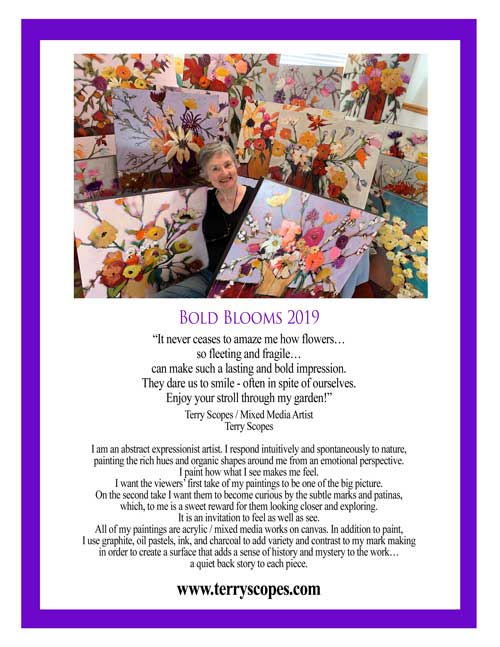 BOLD BLOOMS 2019
“It never ceases to amaze me how flowers…
so fleeting and fragile…
can make such a lasting and bold impression.
They dare us to smile - often in spite of ourselves.
Enjoy your stroll through my garden!”
Terry Scopes / Mixed Media Artist
Terry Scopes
I am an abstract expressionist artist. I respond intuitively and spontaneously to nature,
painting the rich hues and organic shapes around me from an emotional perspective.
I paint how what I see makes me feel.
I want the viewers’ first take of my paintings to be one of the big picture.
On the second take I want them to become curious by the subtle marks and patinas,
which, to me is a sweet reward for them looking closer and exploring.
It is an invitation to feel as well as see.
All of my paintings are acrylic / mixed media works on canvas. In addition to paint,
I use graphite, oil pastels, ink, and charcoal to add variety and contrast to my mark making
in order to create a surface that adds a sense of history and mystery to the work…
a quiet back story to each piece.
www.terryscopes.com